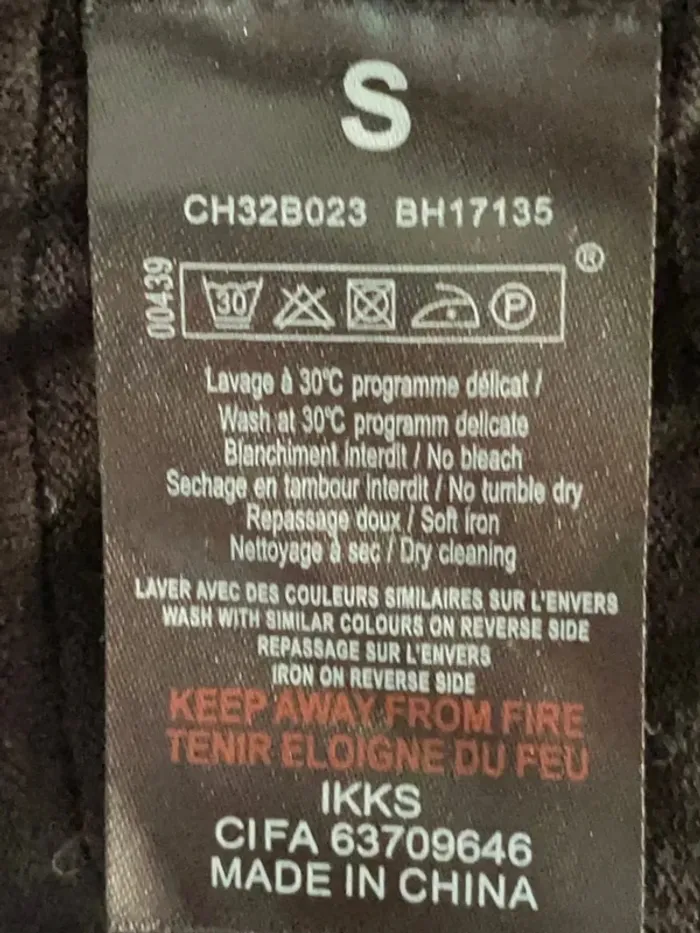 S
CH32B023 BH17135
®
00439
30 P
Lavage à 30°C programme délicat /
Wash at 30°C programm delicate
Blanchiment Interdit / No bleach
Sechage en tambour Interdit / No tumble dry
Repassage doux / Soft iron
Nettoyage à sec / Dry cleaning
LAVER AVEC DES COULEURS SIMILAIRES SUR L'ENVERS
WASH WITH SIMILAR COLOURS ON REVERSE SIDE
REPASSAGE SUR L'ENVERS
IRON ON REVERSE SIDE
KEEP AWAY FROM FIRE
TENIR ELOIGNE DU FEU
IKKS
CIFA 63709646
MADE IN CHINA